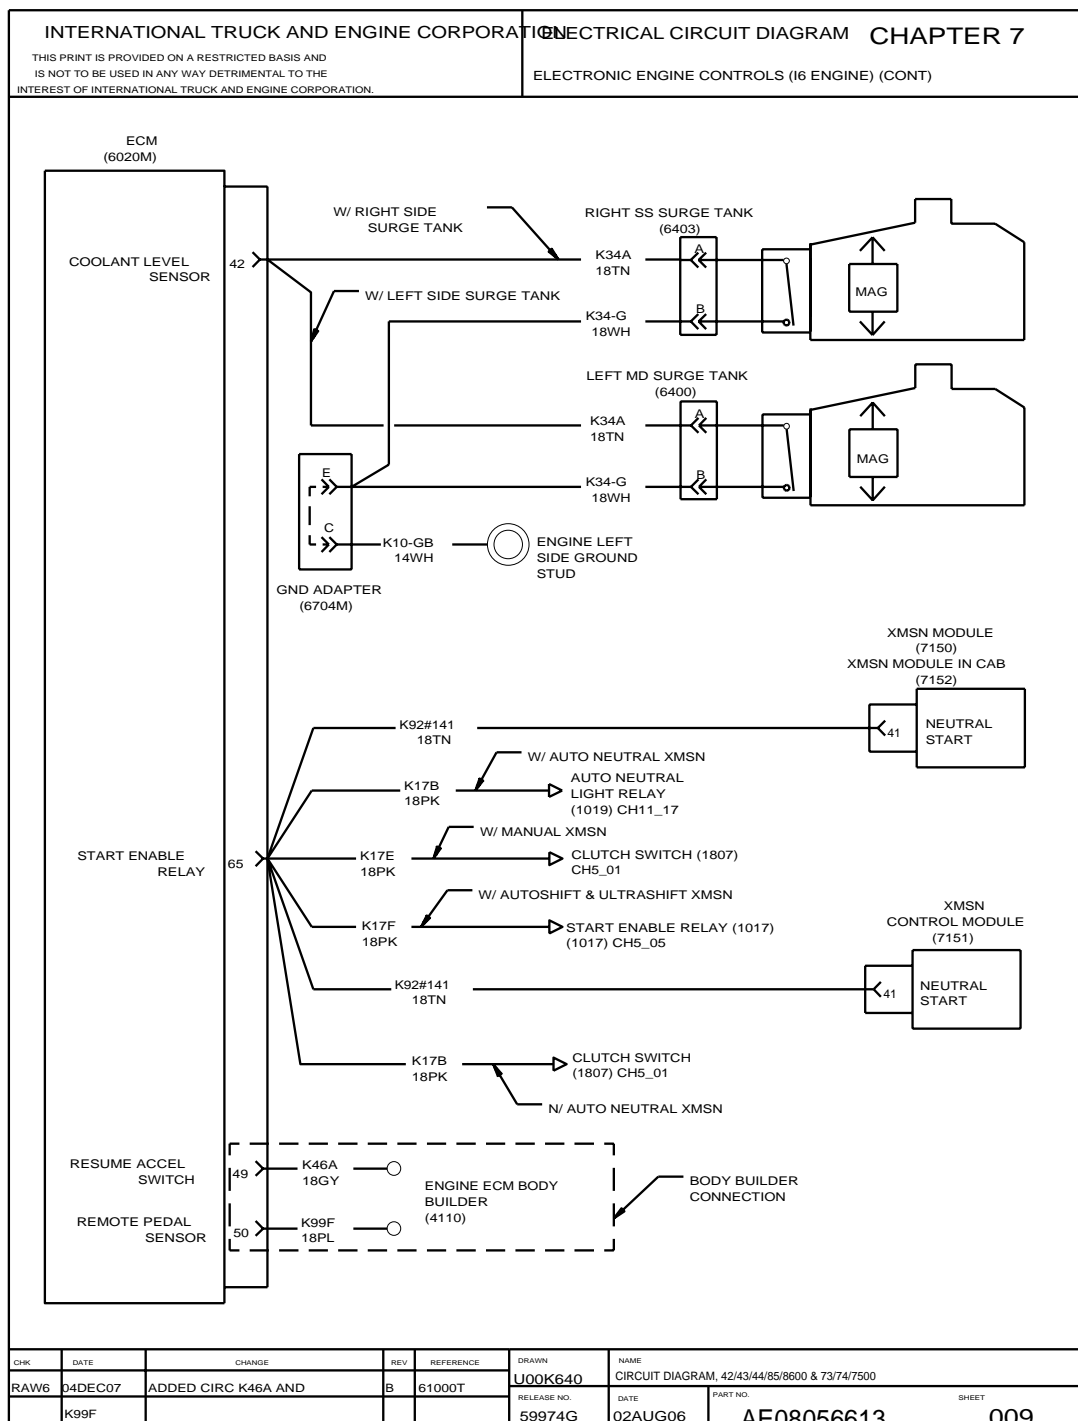 INTERNATIONAL TRUCK AND ENGINE CORPORATION
ELECTRICAL CIRCUIT DIAGRAM CHAPTER 7
THIS PRINT IS PROVIDED ON A RESTRICTED BASIS AND
IS NOT TO BE USED IN ANY WAY DETRIMENTAL TO THE
INTEREST OF INTERNATIONAL TRUCK AND ENGINE CORPORATION.
ELECTRONIC ENGINE CONTROLS (I6 ENGINE) (CONT)
ECM
(6020M)
COOLANT LEVEL
SENSOR
42
W/ RIGHT SIDE
SURGE TANK
W/ LEFT SIDE SURGE TANK
RIGHT SS SURGE TANK
(6403)
K34A
18TN
A
K34-G
18WH
B
MAG
LEFT MD SURGE TANK
(6400)
K34A
18TN
A
K34-G
18WH
B
MAG
E
C
K10-GB
14WH
ENGINE LEFT
SIDE GROUND
STUD
GND ADAPTER
(6704M)
XMSN MODULE
(7150)
XMSN MODULE IN CAB
(7152)
K92#141
18TN
41
NEUTRAL
START
W/ AUTO NEUTRAL XMSN
K17B
18PK
AUTO NEUTRAL
LIGHT RELAY
(1019) CH11_17
W/ MANUAL XMSN
START ENABLE
RELAY
65
K17E
18PK
CLUTCH SWITCH (1807)
CH5_01
W/ AUTOSHIFT & ULTRASHIFT XMSN
K17F
18PK
START ENABLE RELAY (1017)
(1017) CH5_05
XMSN
CONTROL MODULE
(7151)
K92#141
18TN
41
NEUTRAL
START
K17B
18PK
CLUTCH SWITCH
(1807) CH5_01
N/ AUTO NEUTRAL XMSN
RESUME ACCEL
SWITCH
49
K46A
18GY
REMOTE PEDAL
SENSOR
50
K99F
18PL
ENGINE ECM BODY
BUILDER
(4110)
BODY BUILDER
CONNECTION
CHK DATE CHANGE REV REFERENCE
RAW6 04DEC07 ADDED CIRC K46A AND B 61000T
K99F
DRAWN
U00K640
NAME
CIRCUIT DIAGRAM, 42/43/44/85/8600 & 73/74/7500
RELEASE NO.
59974G
DATE
02AUG06
PART NO.
AE08056613
SHEET
009